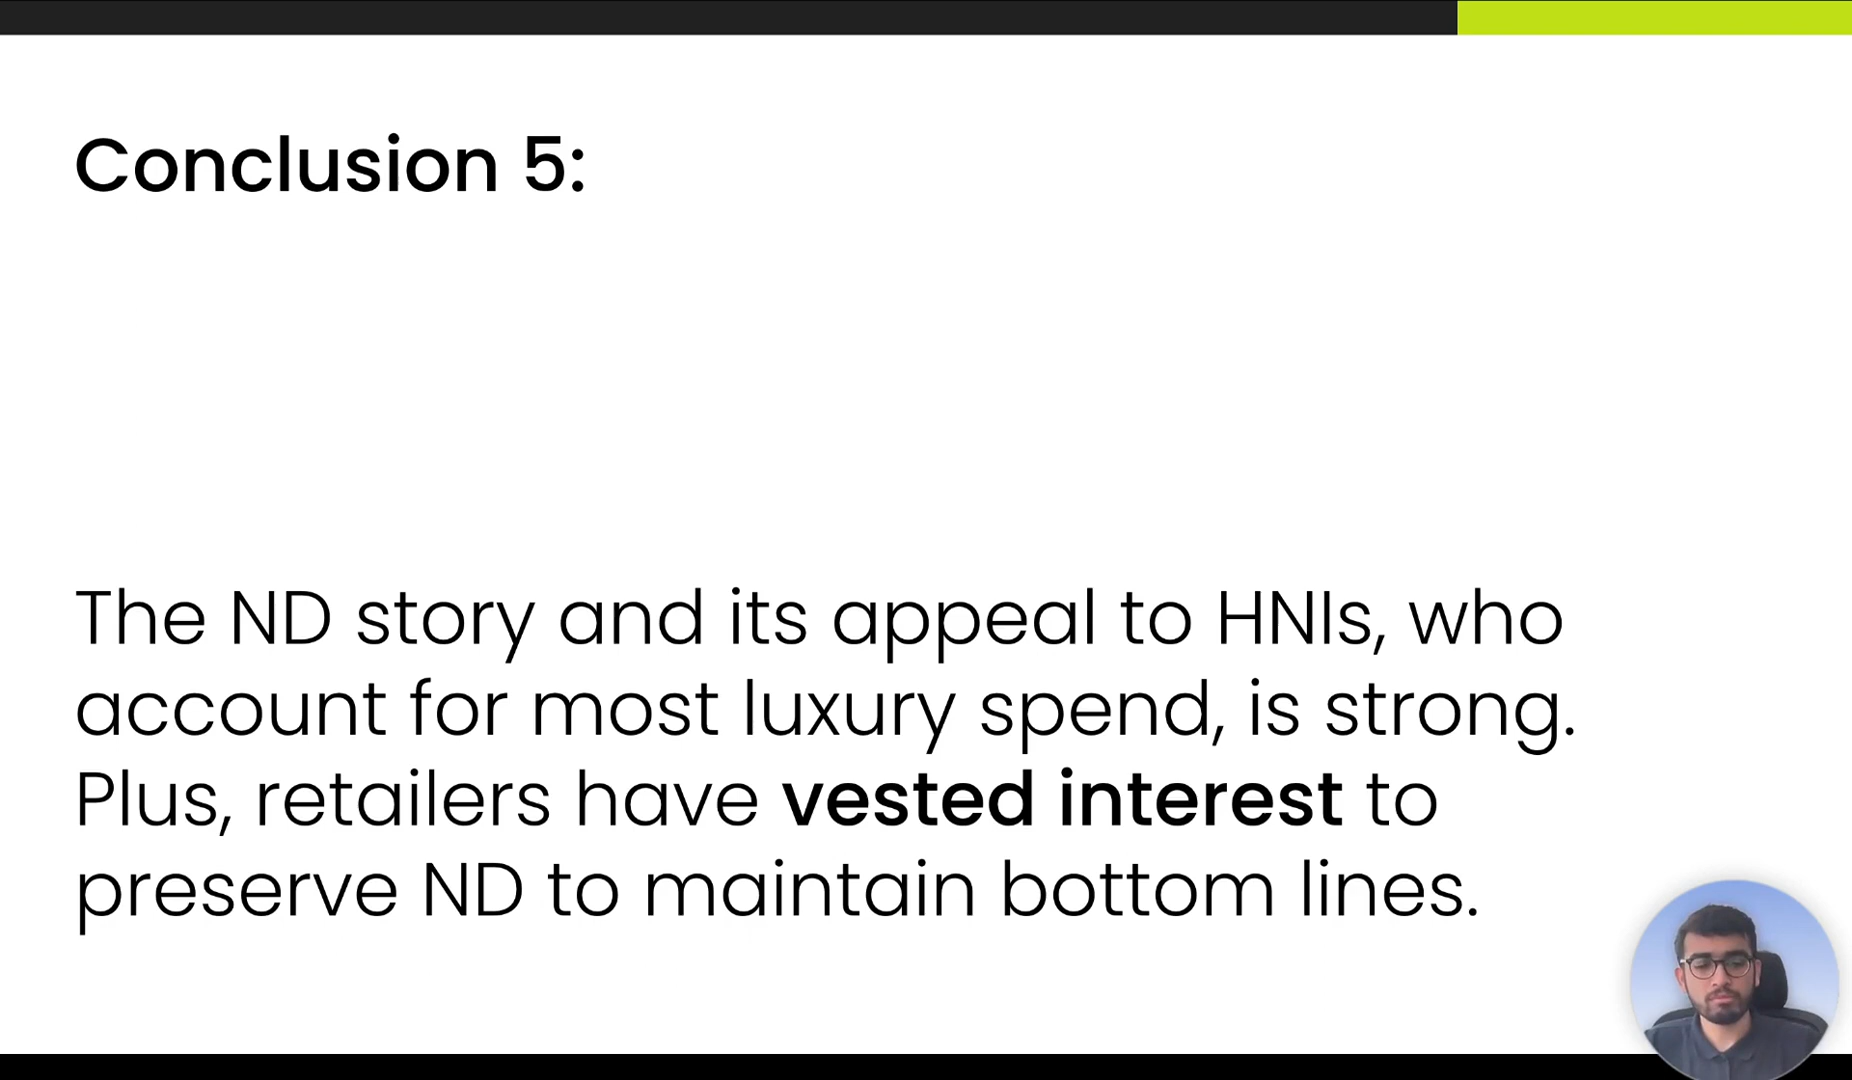 Conclusion 5:
The ND story and its appeal to HNIs, who
account for most luxury spend, is strong.
Plus, retailers have vested interest to
preserve ND to maintain bottom lines.